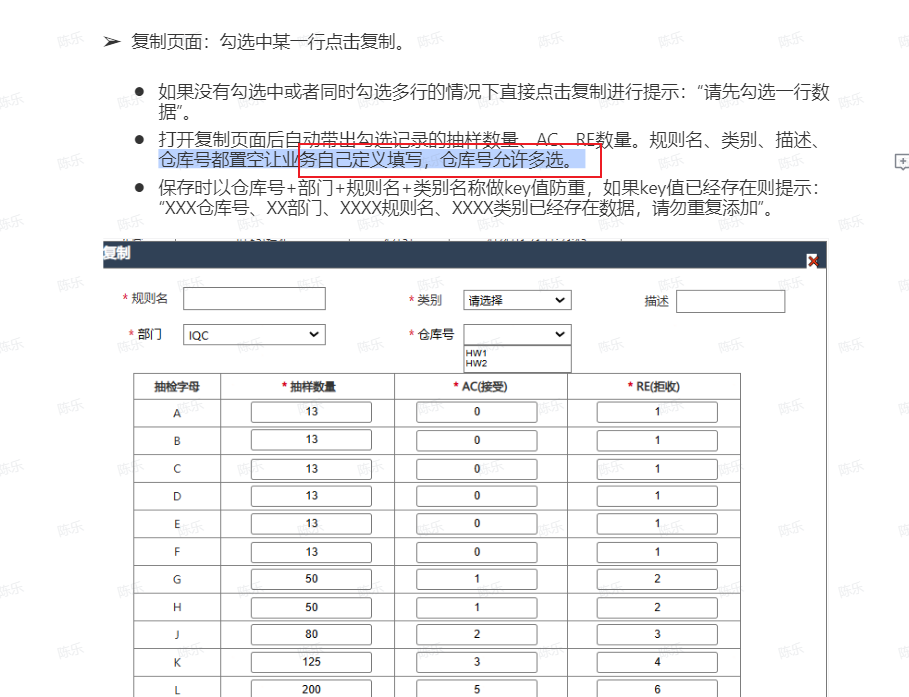 ➢ 复制页面：勾选中某一行点击复制。
● 如果没有勾选中或者同时勾选多行的情况下直接点击复制进行提示：“请先勾选一行数
据”。
● 打开复制页面后自动带出勾选记录的抽样数量、AC、RE数量。规则名、类别、描述、
仓库号都置空让业务自己定义填写，仓库号允许多选。
● 保存时以仓库号+部门+规则名+类别名称做key值防重，如果key值已经存在则提示：
“XXX仓库号、XX部门、XXXX规则名、XXXX类别已经存在数据，请勿重复添加”。
复制
* 规则名 * 类别 请选择 描述
* 部门 IQC * 仓库号
HW1
HW2
抽检字母 * 抽样数量 * AC(接受) * RE(拒收)
A 13 0 1
B 13 0 1
C 13 0 1
D 13 0 1
E 13 0 1
F 13 0 1
G 50 1 2
H 50 1 2
J 80 2 3
K 125 3 4
L 200 5 6
陈乐